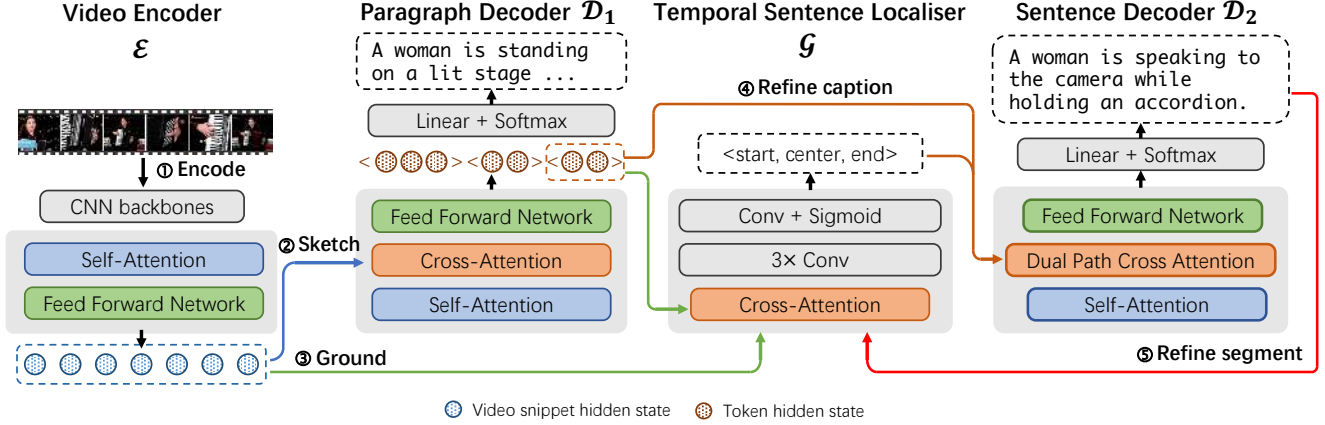 Video Encoder
ℰ
① Encode
CNN backbones
Self-Attention
Feed Forward Network
② Sketch
③ Ground
Paragraph Decoder 𝒟₁
A woman is standing
on a lit stage ...
Linear + Softmax
< > < > < >
Feed Forward Network
Cross-Attention
Self-Attention
Temporal Sentence Localiser
𝒢
④ Refine caption
<start, center, end>
Conv + Sigmoid
3× Conv
Cross-Attention
Sentence Decoder 𝒟₂
A woman is speaking to
the camera while
holding an accordion.
Linear + Softmax
Feed Forward Network
Dual Path Cross Attention
Self-Attention
⑤ Refine segment
Video snippet hidden state
Token hidden state